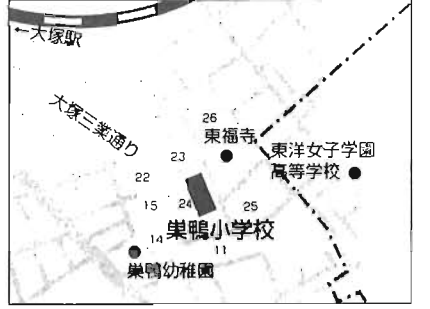 ←大塚駅
大塚三業通り
26
東福寺
東洋女子学園
高等学校
23
22
15
24
25
巣鴨小学校
14
11
巣鴨幼稚園